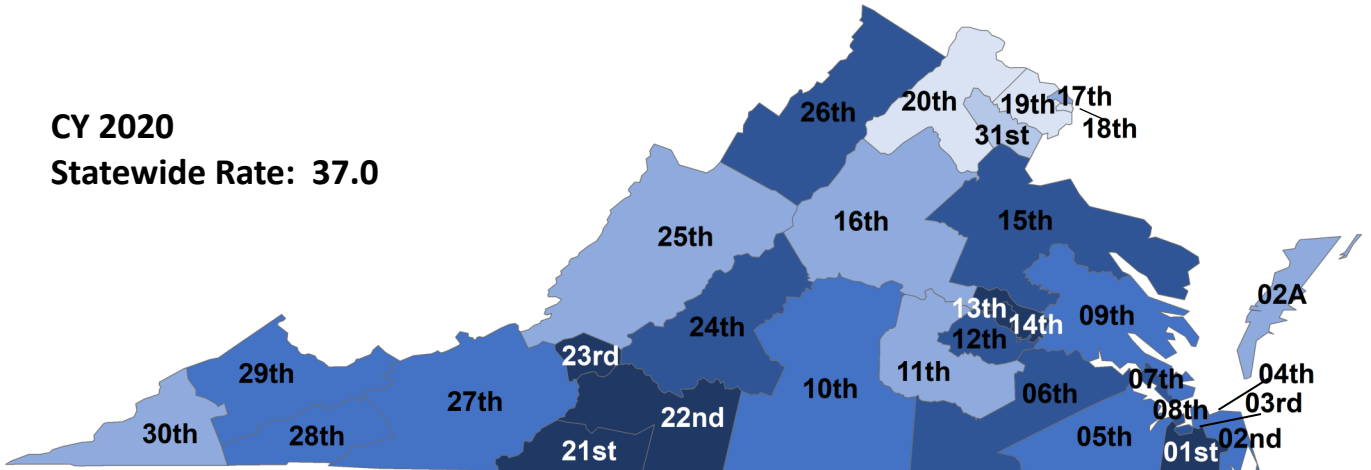 CY 2020
Statewide Rate: 37.0
26th
20th
19th
17th
18th
31st
25th
16th
15th
02A
24th
13th
14th
12th
09th
23rd
29th
27th
10th
11th
06th
07th
04th
03rd
08th
30th
28th
22nd
21st
05th
02nd
01st